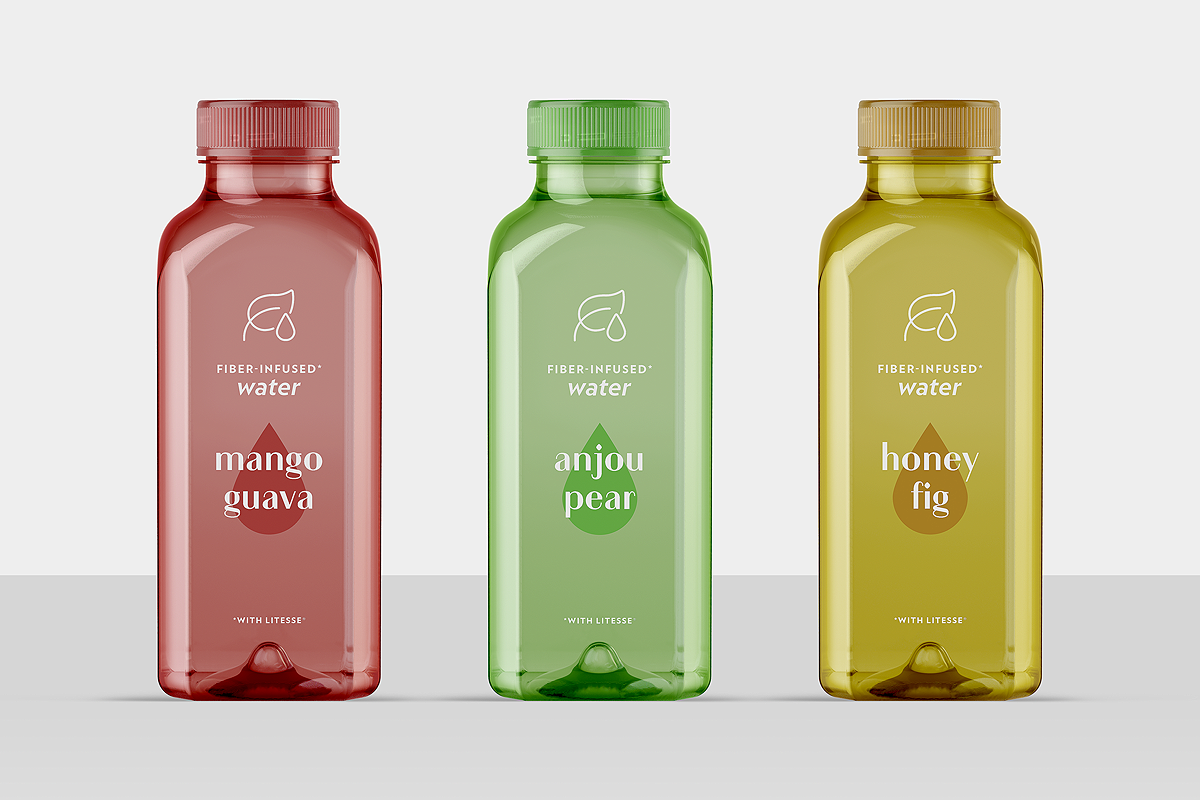 FIBER-INFUSED*
water
mango
guava
*WITH LITESSE®
FIBER-INFUSED*
water
anjou
pear
*WITH LITESSE®
FIBER-INFUSED*
water
honey
fig
*WITH LITESSE®